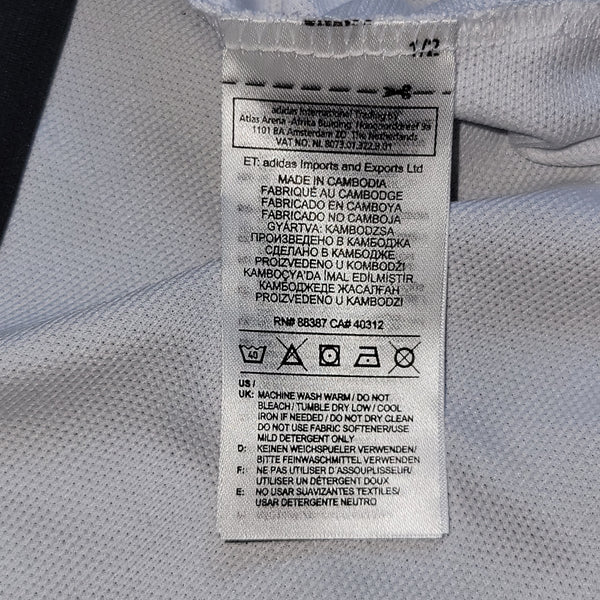 1/2
adidas International Trading bv
Atlas Arena -Afrika Building, Hoogoorddreef 9a
1101 BA Amsterdam ZO The Netherlands
VAT NO. NL 8073.01.322.B.01
ET: adidas Imports and Exports Ltd
MADE IN CAMBODIA
FABRIQUÉ AU CAMBODGE
FABRICADO EN CAMBOYA
FABRICADO NO CAMBOJA
GYÁRTVA: KAMBODZSA
ПРОИЗВЕДЕНО В КАМБОДЖА
СДЕЛАНО В КАМБОДЖЕ
PROIZVEDENO U KOMBODŽI
KAMBOÇYA'DA İMAL EDİLMİŞTİR
КАМБОДЖЕДЕ ЖАСАЛҒАН
PROIZVEDENO U KAMBODŽI
RN# 88387 CA# 40312
40
US /
UK: MACHINE WASH WARM / DO NOT
BLEACH / TUMBLE DRY LOW / COOL
IRON IF NEEDED / DO NOT DRY CLEAN
DO NOT USE FABRIC SOFTENER/USE
MILD DETERGENT ONLY
D: KEINEN WEICHSPUELER VERWENDEN/
BITTE FEINWASCHMITTEL VERWENDEN
F: NE PAS UTILISER D'ASSOUPLISSEUR/
UTILISER UN DÉTERGENT DOUX
E: NO USAR SUAVIZANTES TEXTILES/
USAR DETERGENTE NEUTRO